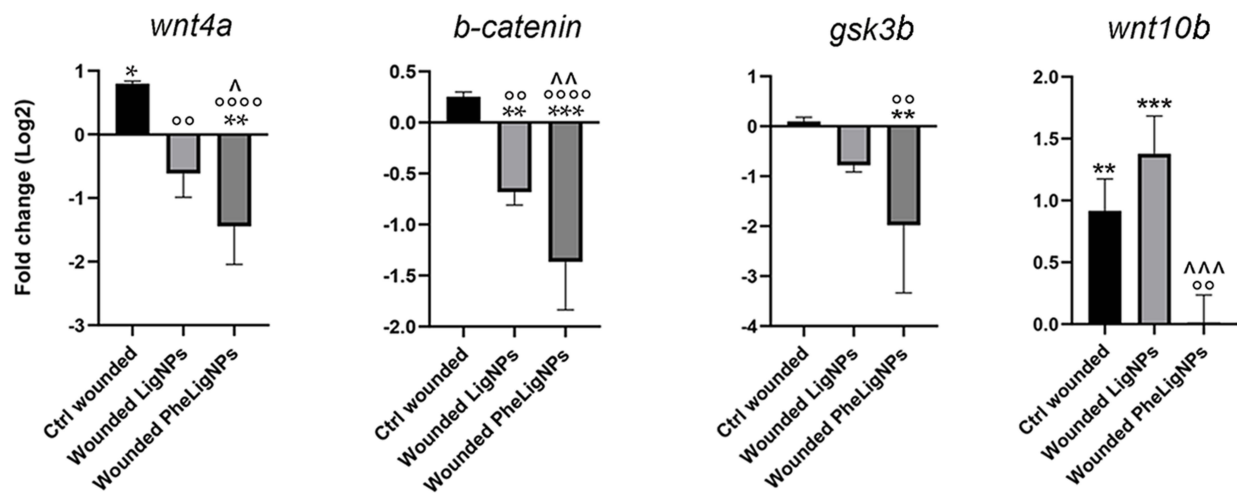 wnt4a
Fold change (Log2)
1
0
-1
-2
-3
*
°°
^
°°°°
**
Ctrl wounded
Wounded LigNPs
Wounded PheLigNPs
b-catenin
0.5
0.0
-0.5
-1.0
-1.5
-2.0
°°
**
^^
°°°°
***
Ctrl wounded
Wounded LigNPs
Wounded PheLigNPs
gsk3b
1
0
-1
-2
-3
-4
°°
**
Ctrl wounded
Wounded LigNPs
Wounded PheLigNPs
wnt10b
2.0
1.5
1.0
0.5
0.0
**
***
^^^
°°
Ctrl wounded
Wounded LigNPs
Wounded PheLigNPs